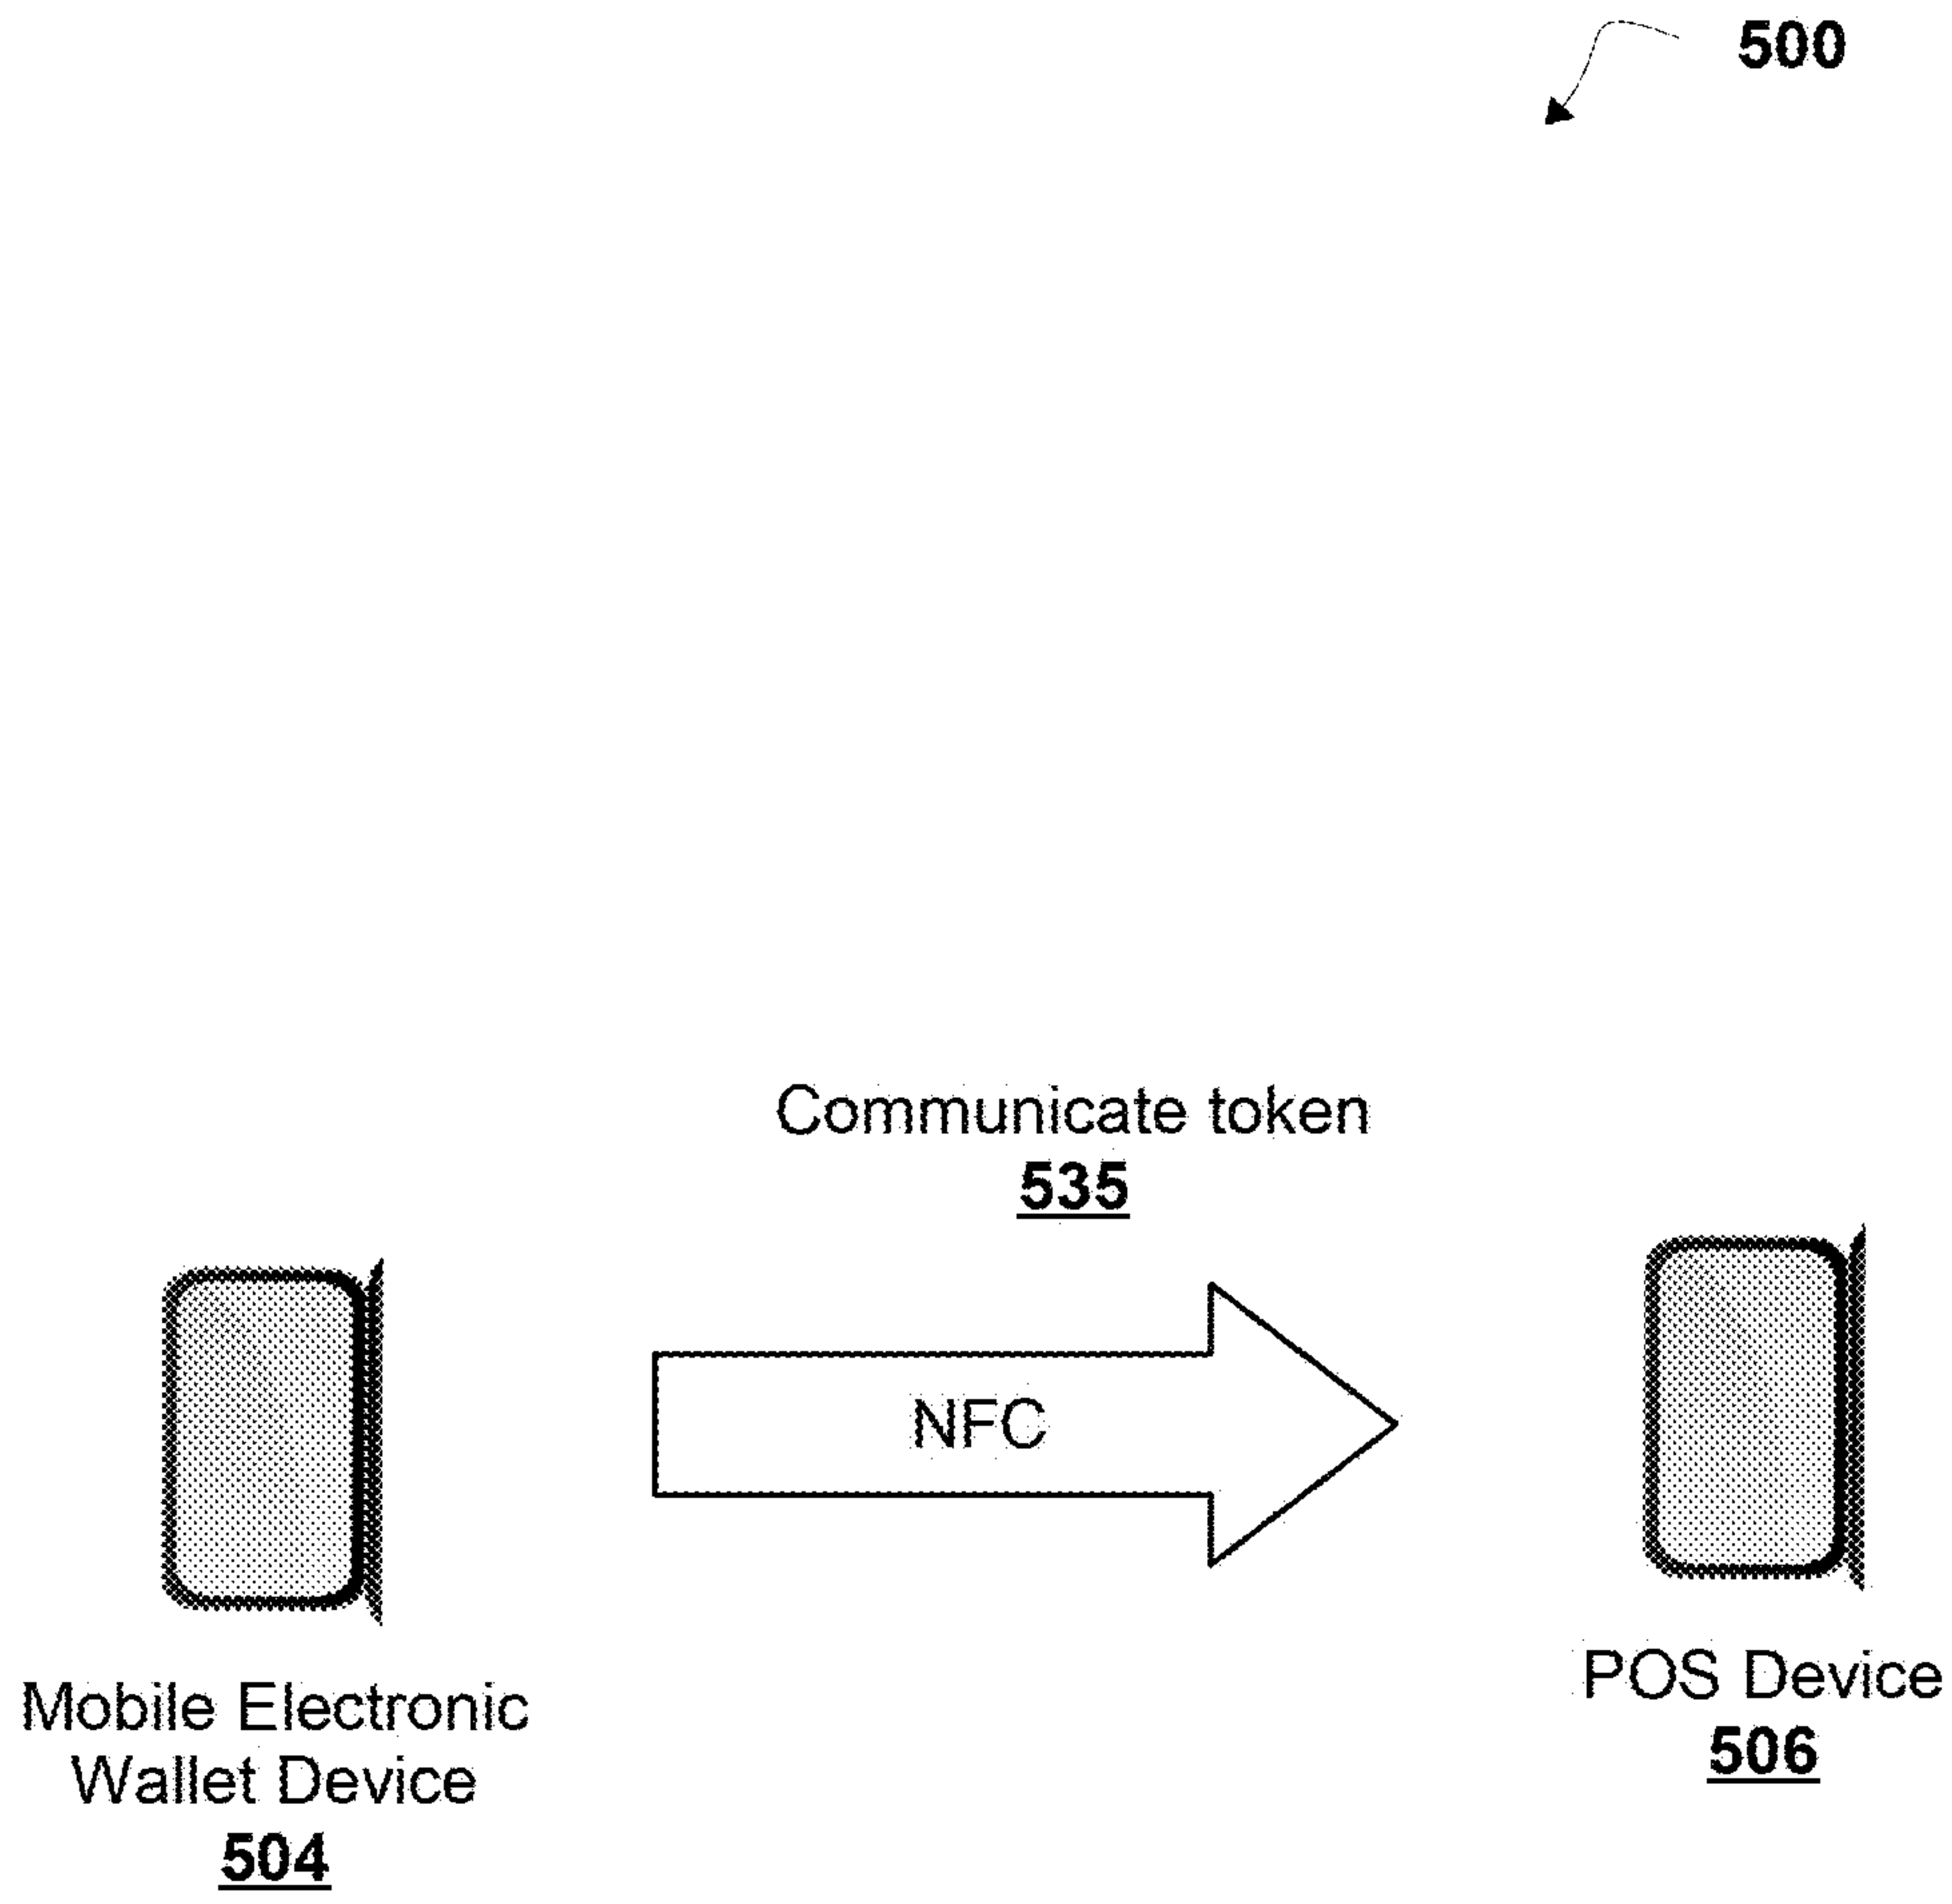 500
Communicate token
535
NFC
Mobile Electronic
Wallet Device
504
POS Device
506